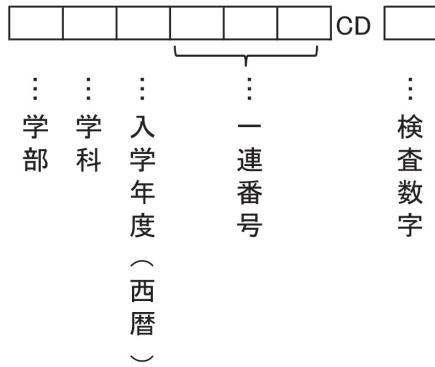 CD
…学部
…学科
…入学年度（西暦）
…一連番号
…検査数字